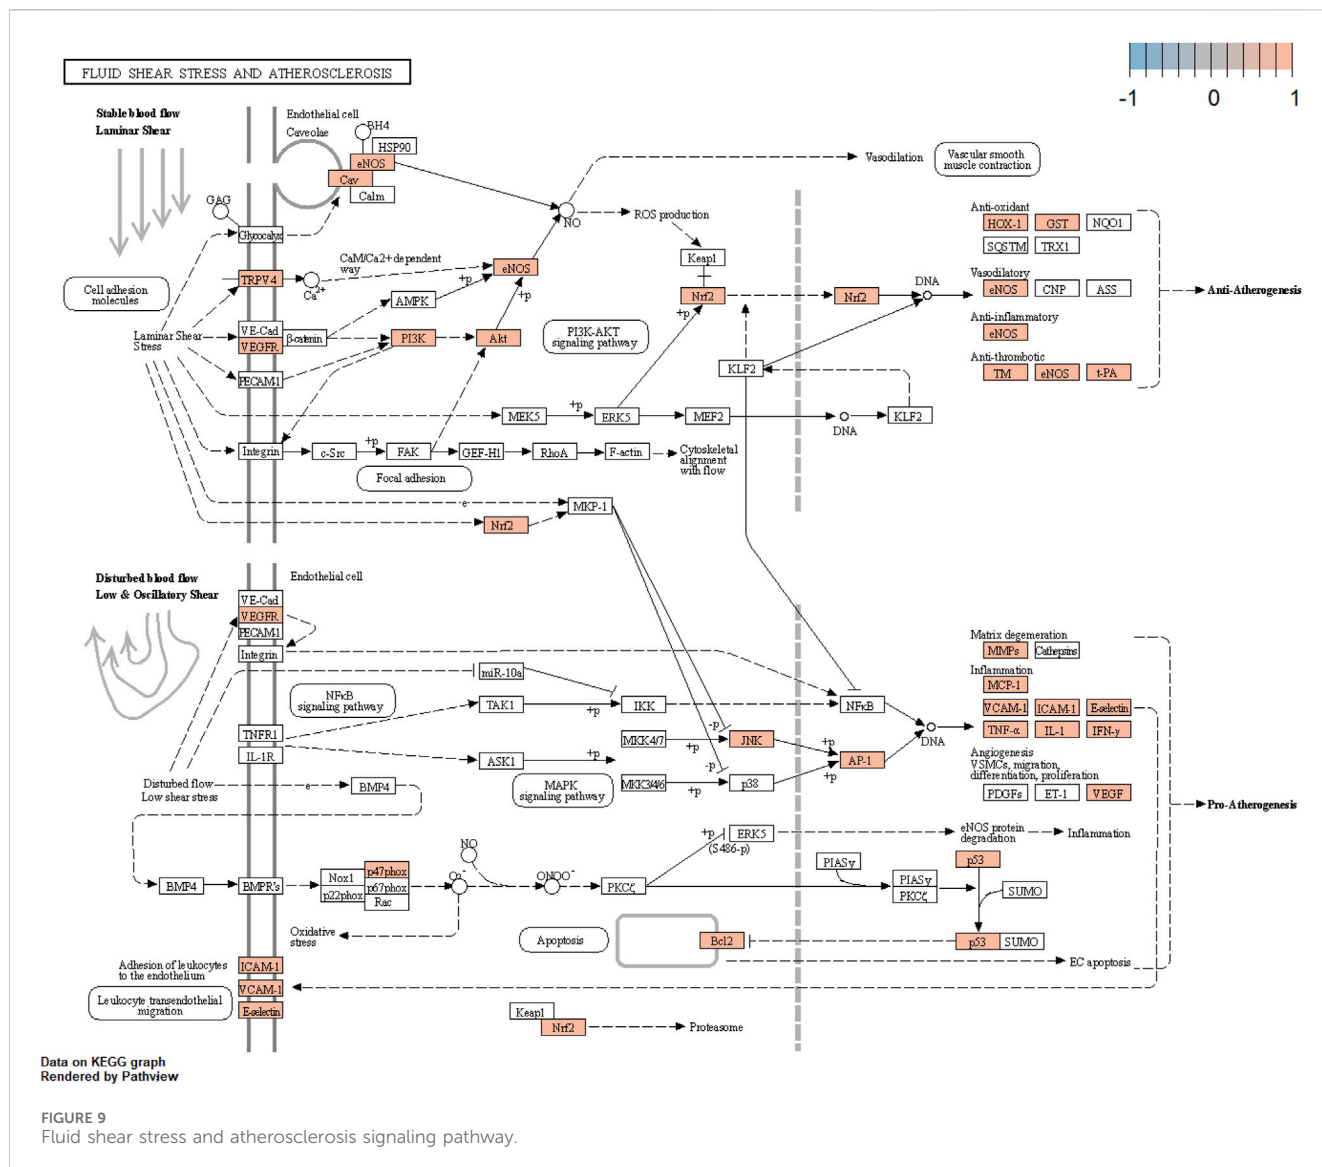 FLUID SHEAR STRESS AND ATHEROSCLEROSIS
-1 0 1
Stable blood flow
Laminar Shear
Endothelial cell
Caveolae
BH4
HSP90
eNOS
Cav
Calm
GAG
Glycocalyx
NO
Vasodilation
Vascular smooth
muscle contraction
ROS production
Keap1
Nrf2
+p
Nrf2
DNA
Anti-oxidant
HOX-1 GST NQO1
SQSTM TRX1
Vasodilatory
eNOS CNP ASS
Anti-inflammatory
eNOS
Anti-thrombotic
TM eNOS t-PA
Anti-Atherogenesis
Cell adhesion
molecules
TRPV4
Ca2+
CaM/Ca2+ dependent
way
+p
eNOS
+p
AMPK
Laminar Shear
Stress
VE-Cad
VEGFR
β-catenin
PI3K
Akt
PI3K-AKT
signaling pathway
PECAM-1
KLF2
MEK5
+p
ERK5
MEF2
DNA
KLF2
Integrin
c-Src
+p
FAK
GEF-H1
RhoA
F-actin
Cytoskeletal
alignment
with flow
Focal adhesion
e
MKP-1
Nrf2
Disturbed blood flow
Low & Oscillatory Shear
Endothelial cell
VE-Cad
VEGFR
PECAM-1
Integrin
miR-10a
NFκB
signaling pathway
TAK1
+p
IKK
NFκB
DNA
TNFR1
IL-1R
ASK1
+p
MKK4/7
+p
-p
JNK
+p
AP-1
MAPK
signaling pathway
MKK3/4/6
+p
-p
p38
+p
Matrix degeneration
MMPs Cathepsins
Inflammation
MCP-1
VCAM-1 ICAM-1 E-selectin
TNF-α IL-1 IFN-γ
Angiogenesis
VSMCs, migration,
differentiation, proliferation
PDGFs ET-1 VEGF
Pro-Atherogenesis
Disturbed flow
Low shear stress
e
BMP4
BMP4
BMPR's
Nox1
p22phox
p47phox
p67phox
Rac
O2-
NO
ONOO-
PKCζ
+p
(S486-p)
ERK5
eNOS protein
degradation
Inflammation
PIASγ
PIASγ
PKCζ
p53
SUMO
p53 SUMO
Oxidative
stress
Apoptosis
Bcl2
EC apoptosis
Adhesion of leukocytes
to the endothelium
ICAM-1
VCAM-1
E-selectin
Leukocyte transendothelial
migration
Keap1
Nrf2
Proteasome
Data on KEGG graph
Rendered by Pathview
FIGURE 9
Fluid shear stress and atherosclerosis signaling pathway.